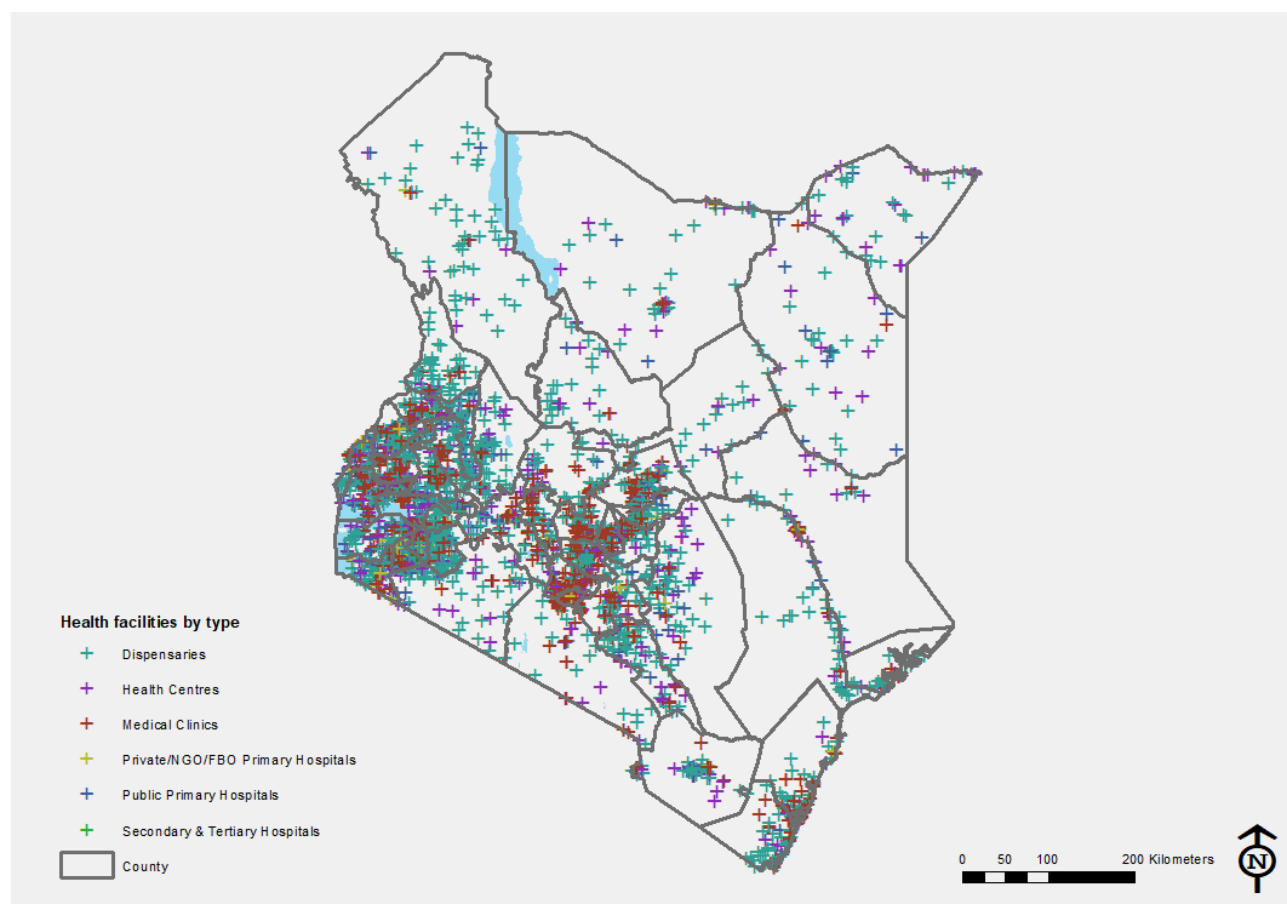 Health facilities by type
Dispensaries
Health Centres
Medical Clinics
Private/NGO/FBO Primary Hospitals
Public Primary Hospitals
Secondary & Tertiary Hospitals
County
0 50 100 200 Kilometers
N